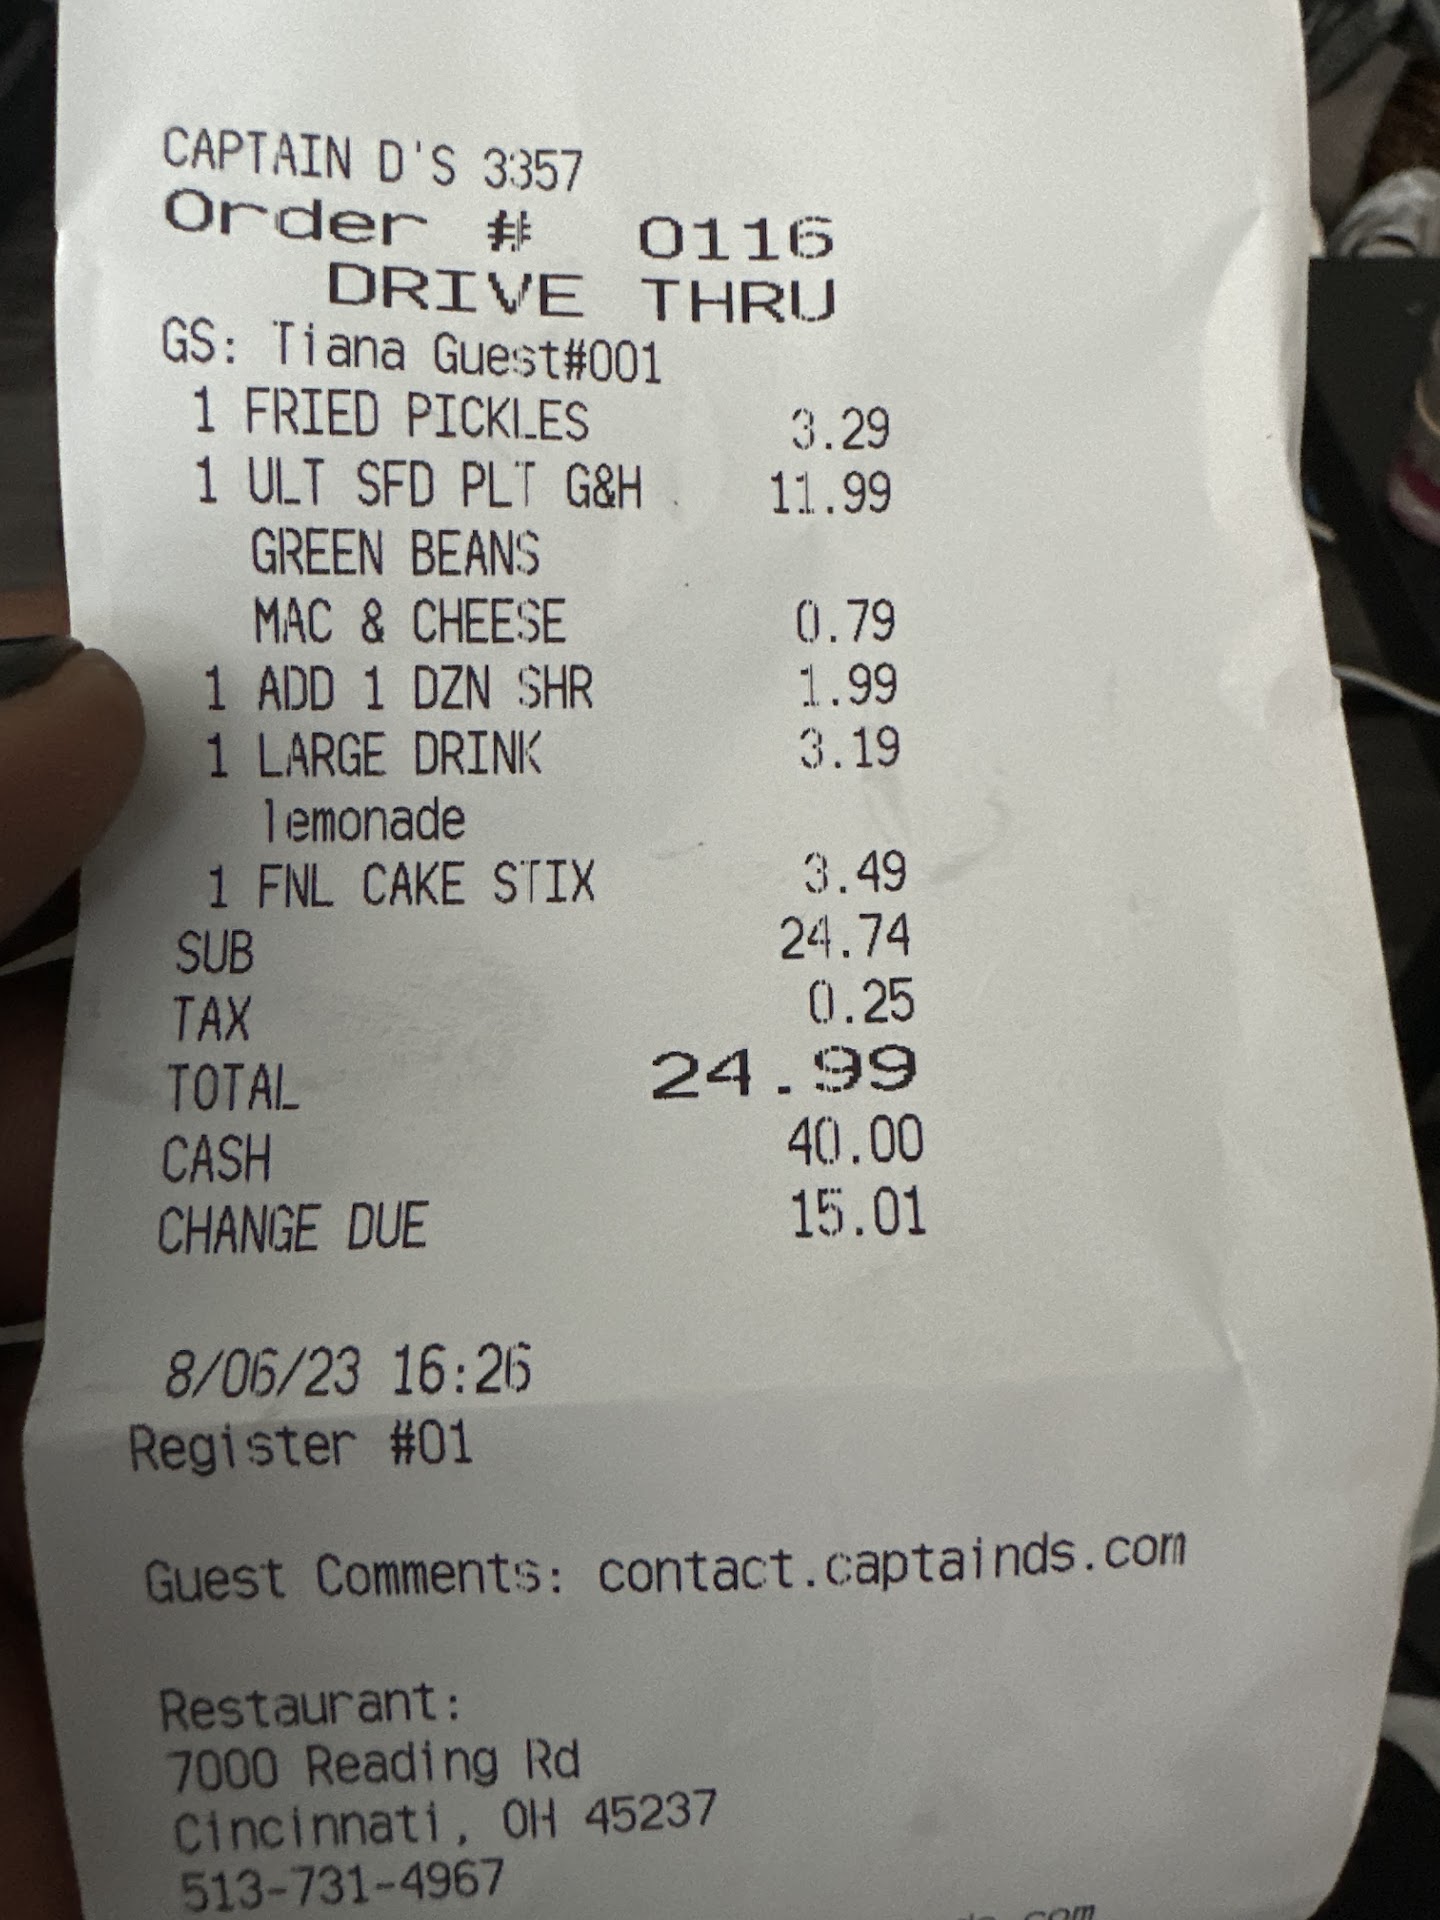 CAPTAIN D'S 3357
Order # 0116
DRIVE THRU
GS: Tiana Guest#001
1 FRIED PICKLES 3.29
1 ULT SFD PLT G&H 11.99
GREEN BEANS
MAC & CHEESE 0.79
1 ADD 1 DZN SHR 1.99
1 LARGE DRINK 3.19
lemonade
1 FNL CAKE STIX 3.49
SUB 24.74
TAX 0.25
TOTAL 24.99
CASH 40.00
CHANGE DUE 15.01
8/06/23 16:26
Register #01
Guest Comments: contact.captainds.com
Restaurant:
7000 Reading Rd
Cincinnati, OH 45237
513-731-4967